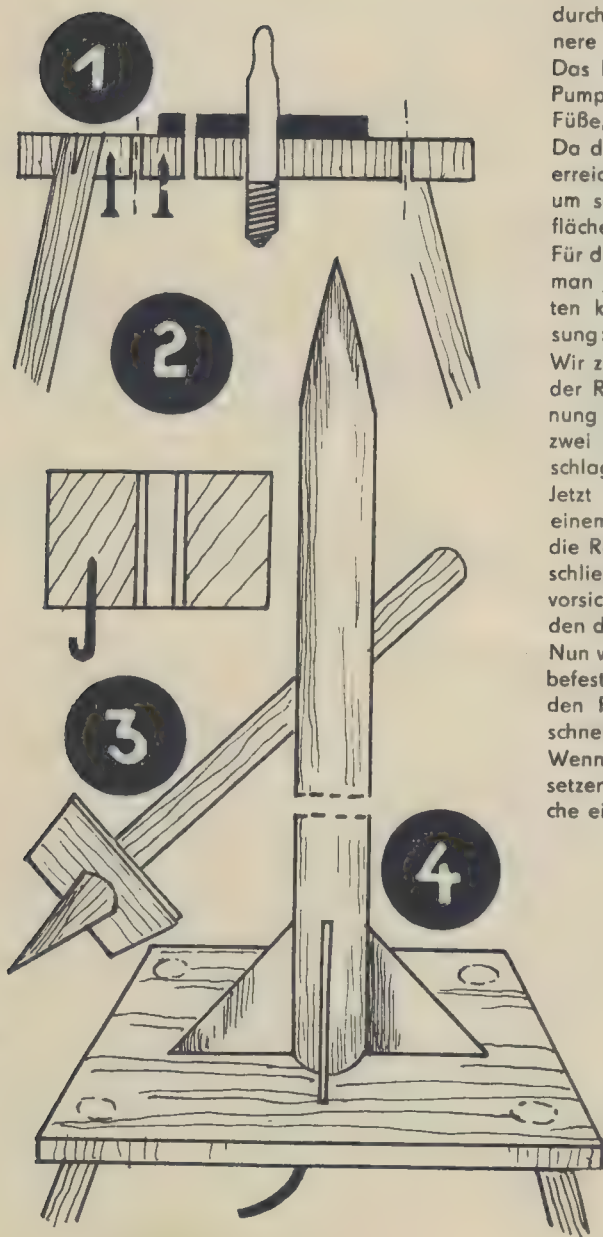 1
2
3
4
durch
nere
Das
Pump
Füße,
Da d
erreic
um s
fläche
Für d
man
ten k
sung
Wir z
der R
nung
zwei
schlag
Jetzt
einem
die R
schlie
vorsic
den d
Nun w
befest
den
schne
Wenn
setzer
che ei